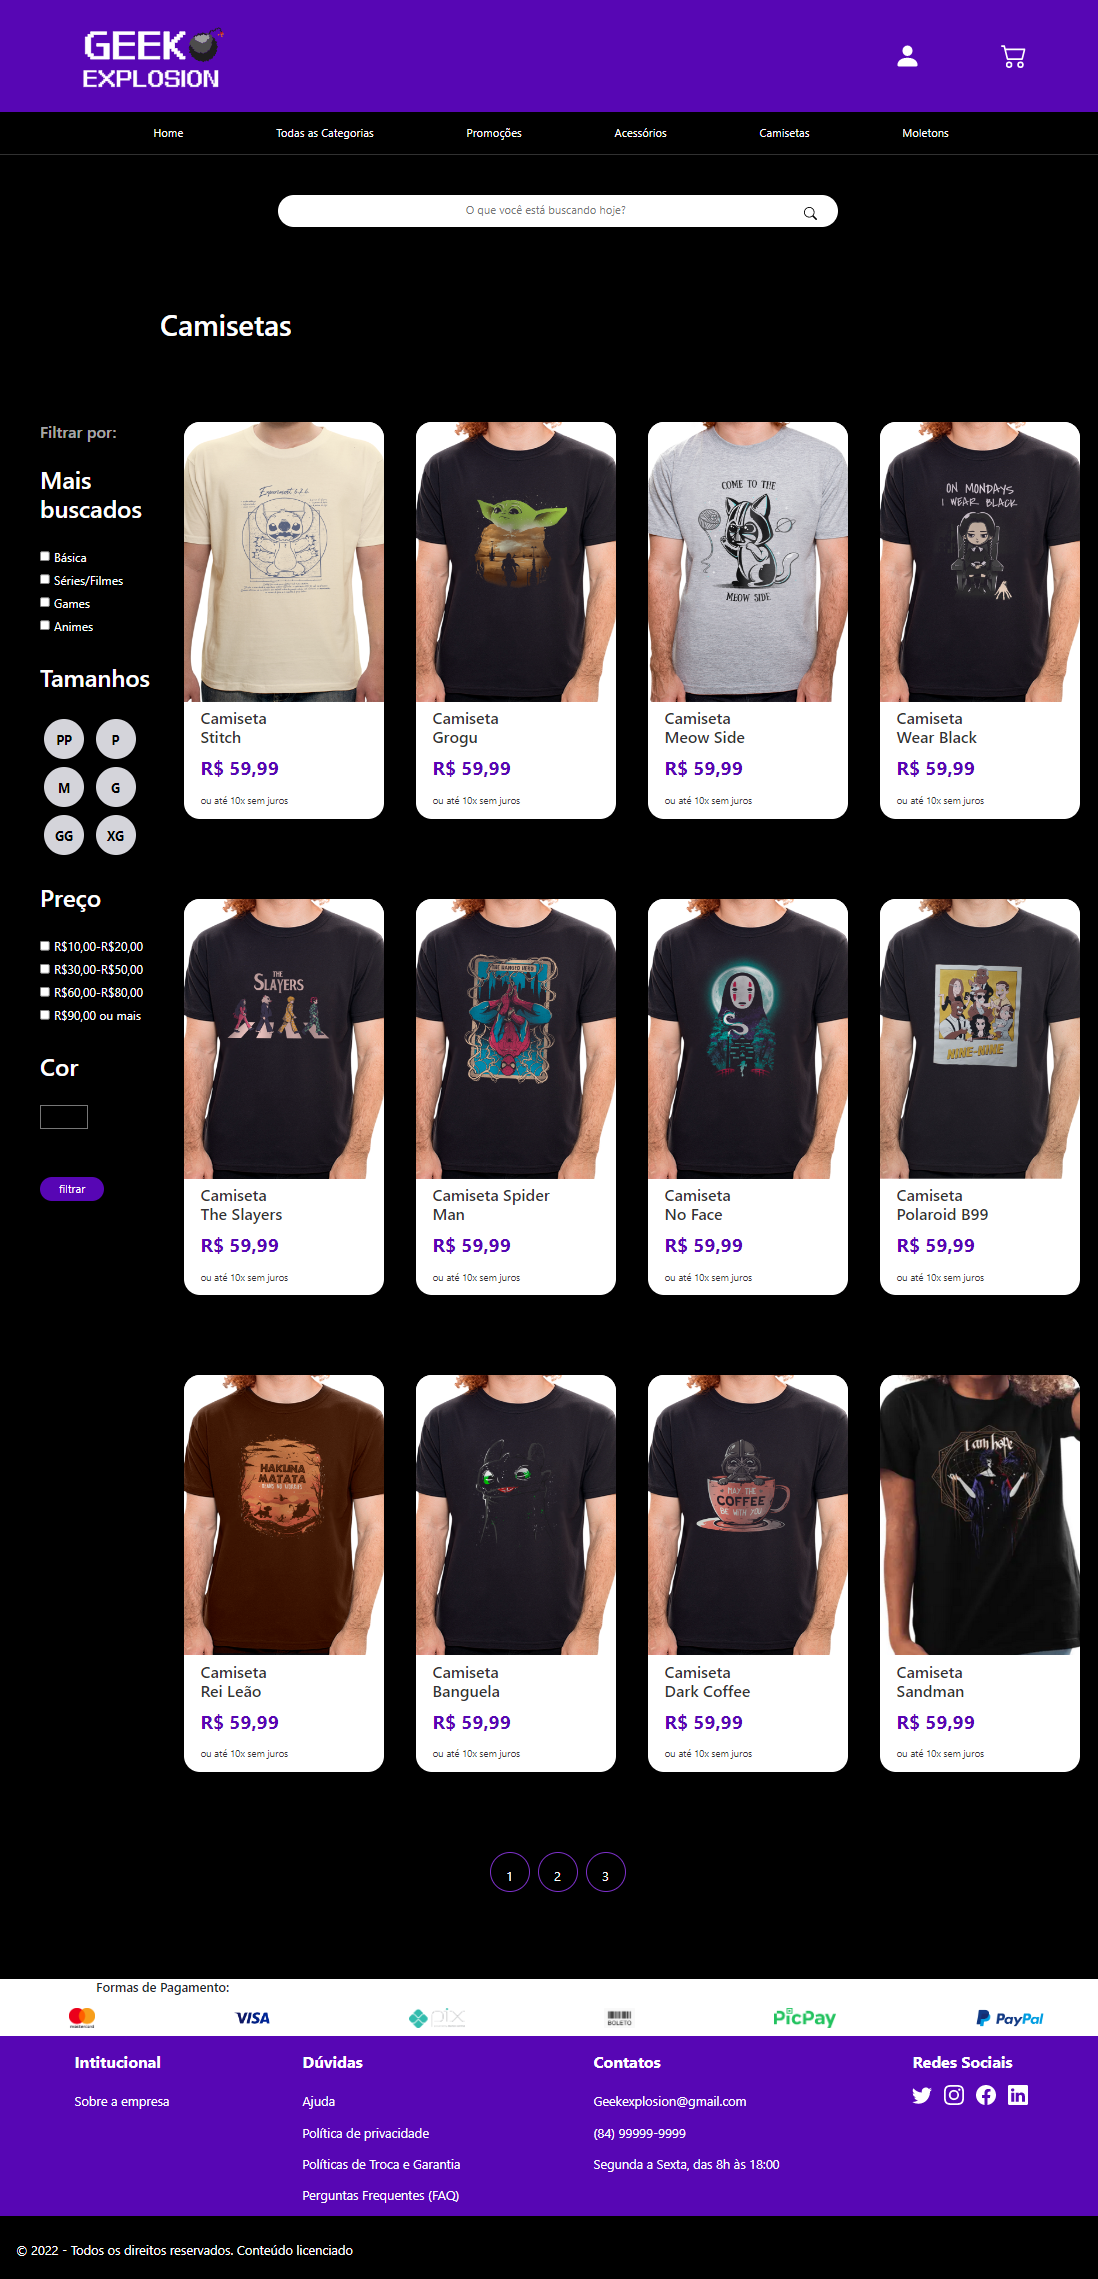 GEEK
EXPLOSION
Home
Todas as Categorias
Promoções
Acessórios
Camisetas
Moletons
O que você está buscando hoje?
Camisetas
Filtrar por:
Mais
buscados
Básica
Séries/Filmes
Games
Animes
Tamanhos
PP
P
M
G
GG
XG
Preço
R$10,00-R$20,00
R$30,00-R$50,00
R$60,00-R$80,00
R$90,00 ou mais
Cor
filtrar
Experiment 6.2.6.
Camiseta
Stitch
R$ 59,99
ou até 10x sem juros
Camiseta
Grogu
R$ 59,99
ou até 10x sem juros
COME TO THE
MEOW SIDE
Camiseta
Meow Side
R$ 59,99
ou até 10x sem juros
ON MONDAYS
I WEAR BLACK
Camiseta
Wear Black
R$ 59,99
ou até 10x sem juros
THE
SLAYERS
Camiseta
The Slayers
R$ 59,99
ou até 10x sem juros
THE HANGED HERO
Camiseta Spider
Man
R$ 59,99
ou até 10x sem juros
Camiseta
No Face
R$ 59,99
ou até 10x sem juros
NINE-NINE
Camiseta
Polaroid B99
R$ 59,99
ou até 10x sem juros
HAKUNA
MATATA
MEANS NO WORRIES
Camiseta
Rei Leão
R$ 59,99
ou até 10x sem juros
Camiseta
Banguela
R$ 59,99
ou até 10x sem juros
MAY THE
COFFEE
BE WITH YOU
Camiseta
Dark Coffee
R$ 59,99
ou até 10x sem juros
I am hope
Camiseta
Sandman
R$ 59,99
ou até 10x sem juros
1
2
3
Formas de Pagamento:
mastercard
VISA
pix
BOLETO
PicPay
PayPal
Intitucional
Sobre a empresa
Dúvidas
Ajuda
Política de privacidade
Políticas de Troca e Garantia
Perguntas Frequentes (FAQ)
Contatos
Geekexplosion@gmail.com
(84) 99999-9999
Segunda a Sexta, das 8h às 18:00
Redes Sociais
© 2022 - Todos os direitos reservados. Conteúdo licenciado